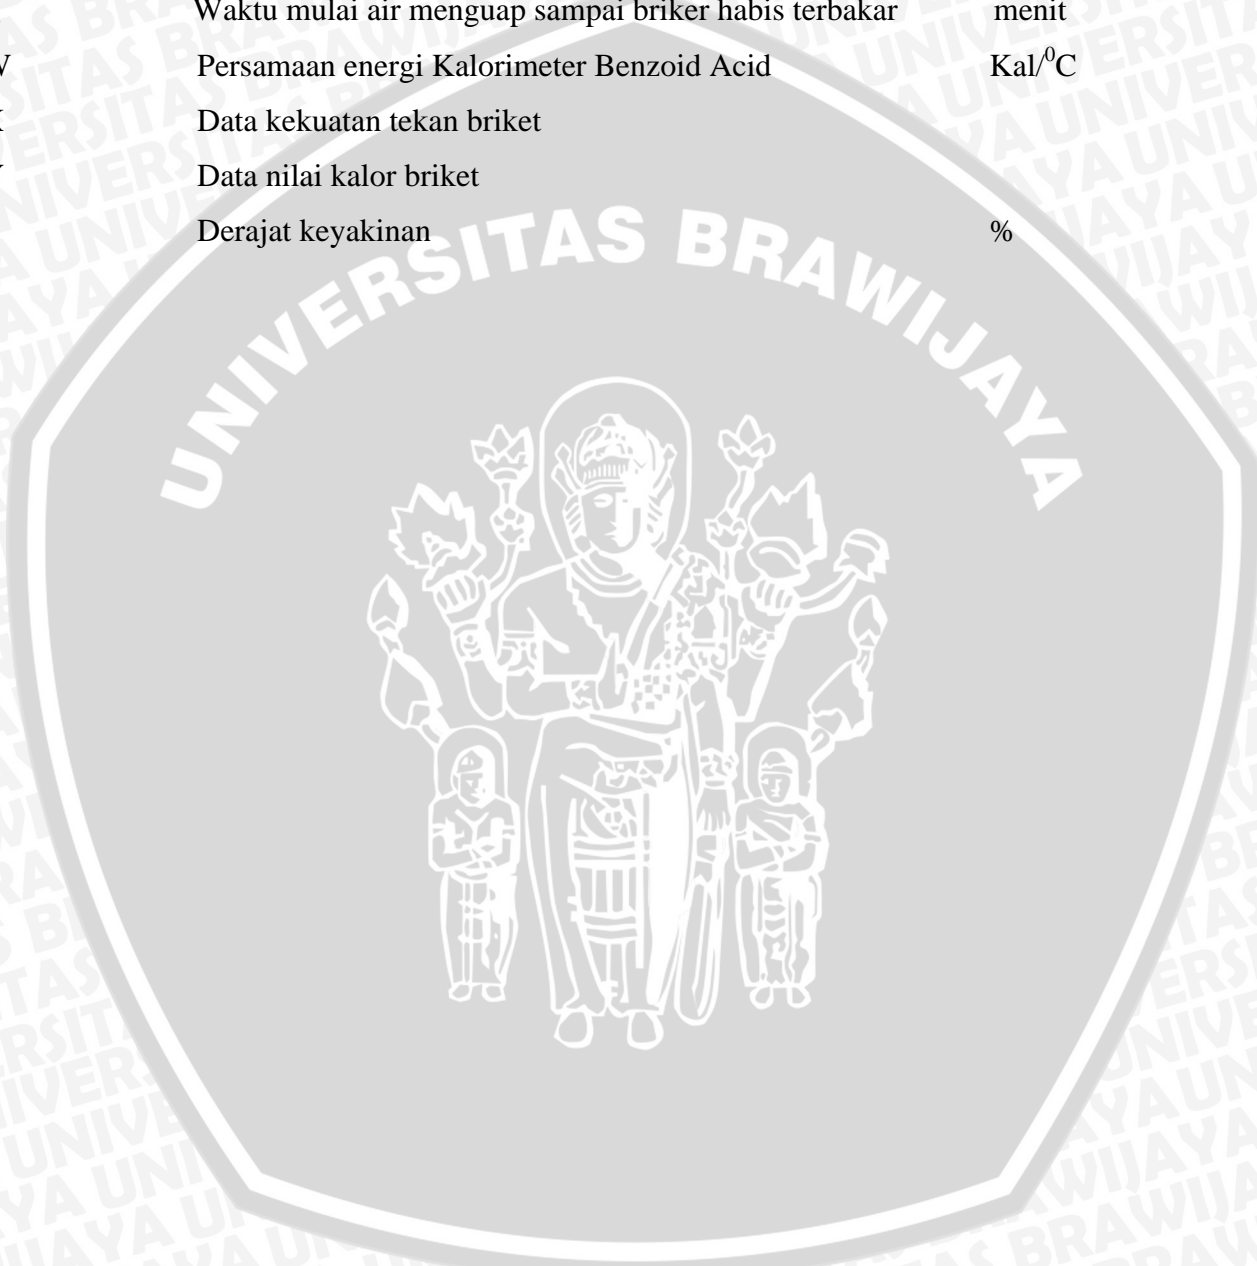 Waktu mulai air menguap sampai briker habis terbakar menit
Persamaan energi Kalorimeter Benzoid Acid Kal/⁰C
Data kekuatan tekan briket
Data nilai kalor briket
Derajat keyakinan %
UNIVERSITAS BRAWIJAYA